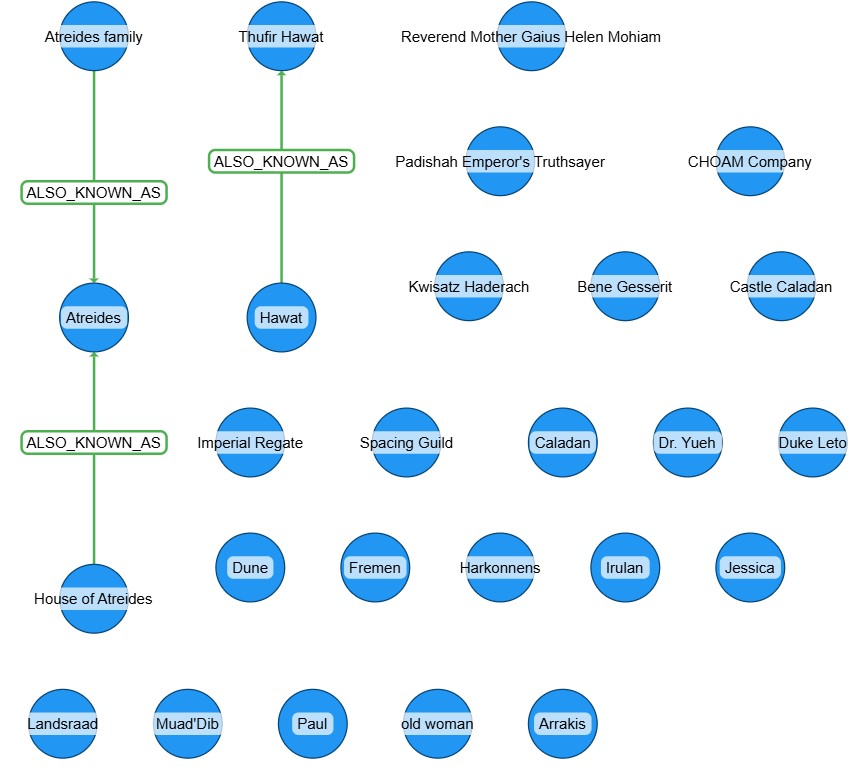 Atreides family
Thufir Hawat
Reverend Mother Gaius Helen Mohiam
ALSO_KNOWN_AS
ALSO_KNOWN_AS
Padishah Emperor's Truthsayer
CHOAM Company
Kwisatz Haderach
Bene Gesserit
Castle Caladan
Atreides
Hawat
ALSO_KNOWN_AS
Imperial Regate
Spacing Guild
Caladan
Dr. Yueh
Duke Leto
Dune
Fremen
Harkonnens
Irulan
Jessica
House of Atreides
Landsraad
Muad'Dib
Paul
old woman
Arrakis